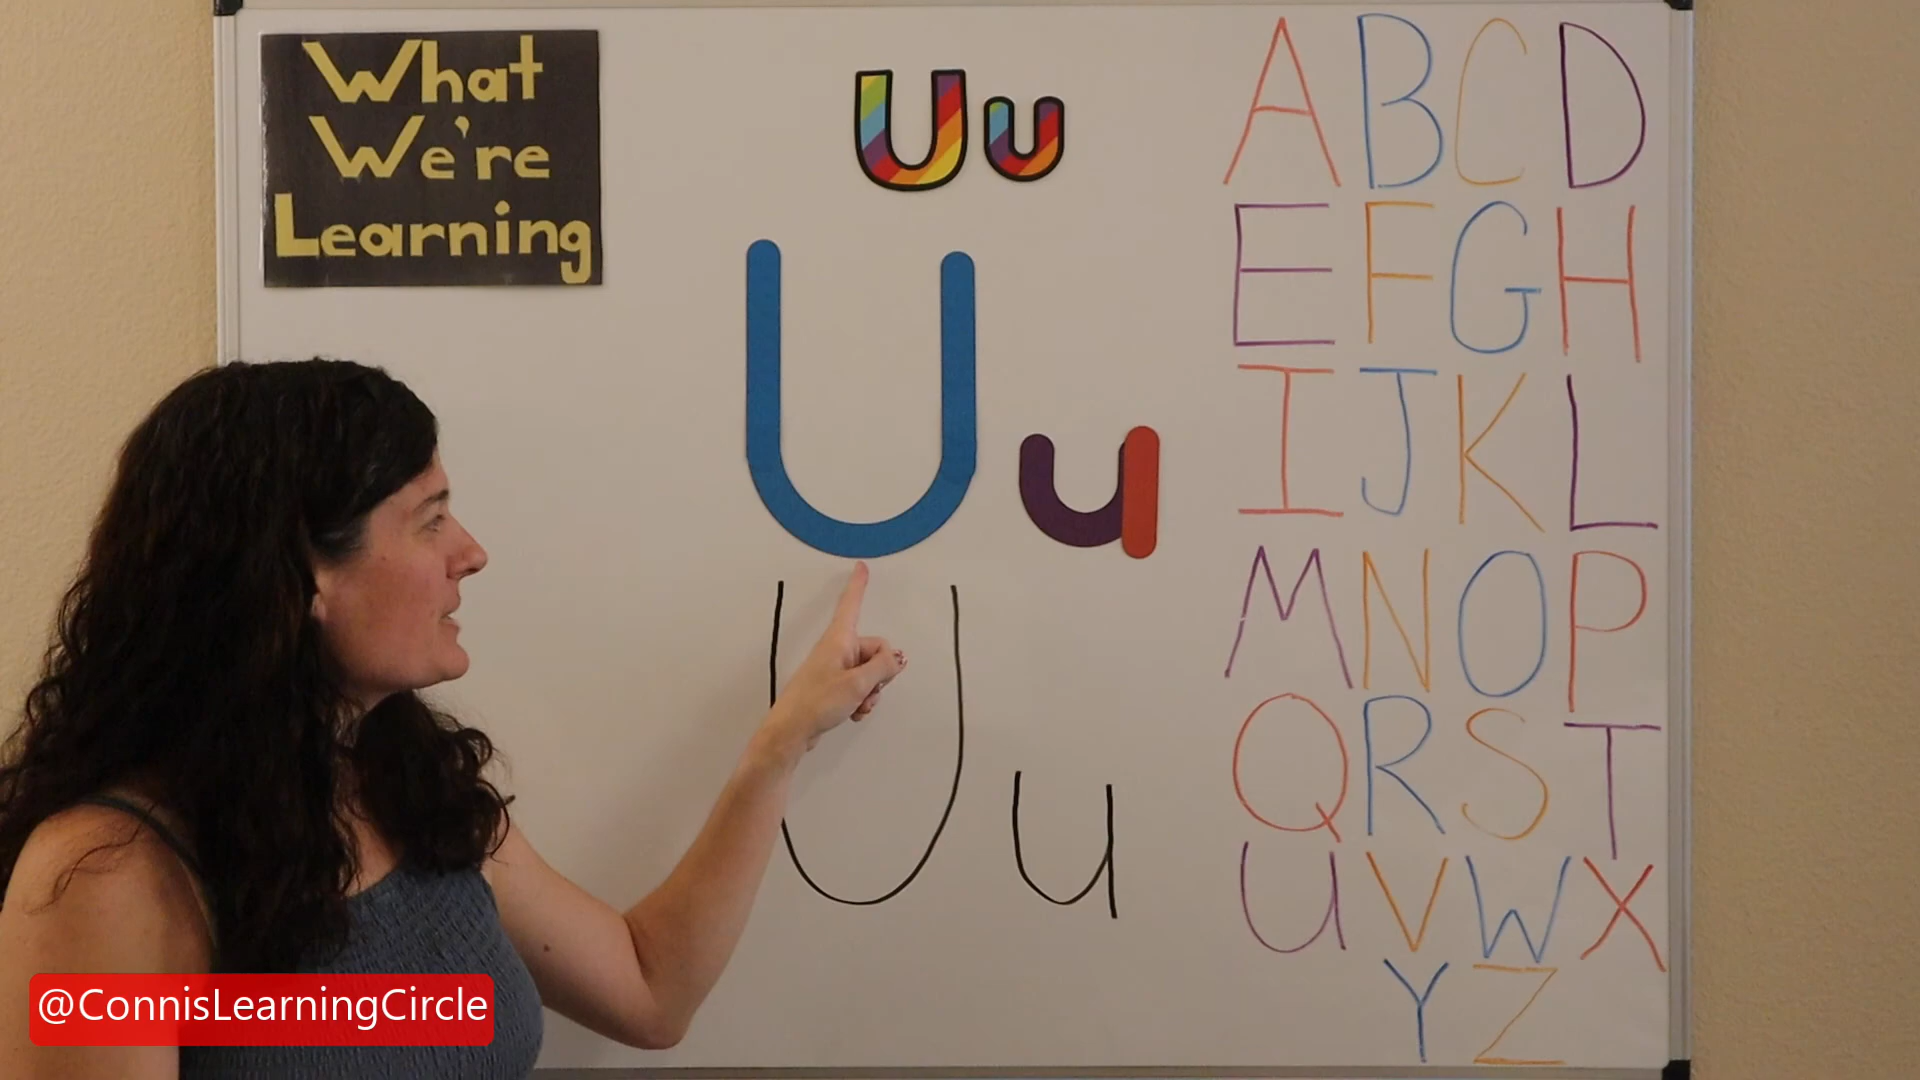 What
We're
Learning
Uu
Uu
Uu
ABCD
EFGH
IJKL
MNOP
QRST
UVWX
YZ
@ConnisLearningCircle